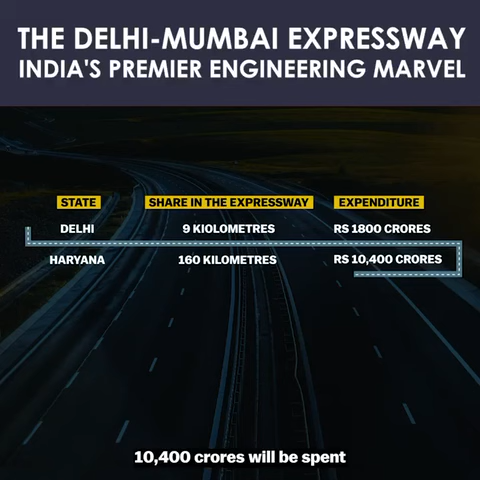 THE DELHI-MUMBAI EXPRESSWAY
INDIA'S PREMIER ENGINEERING MARVEL
STATE SHARE IN THE EXPRESSWAY EXPENDITURE
DELHI 9 KIOLOMETRES RS 1800 CRORES
HARYANA 160 KILOMETRES RS 10,400 CRORES
10,400 crores will be spent